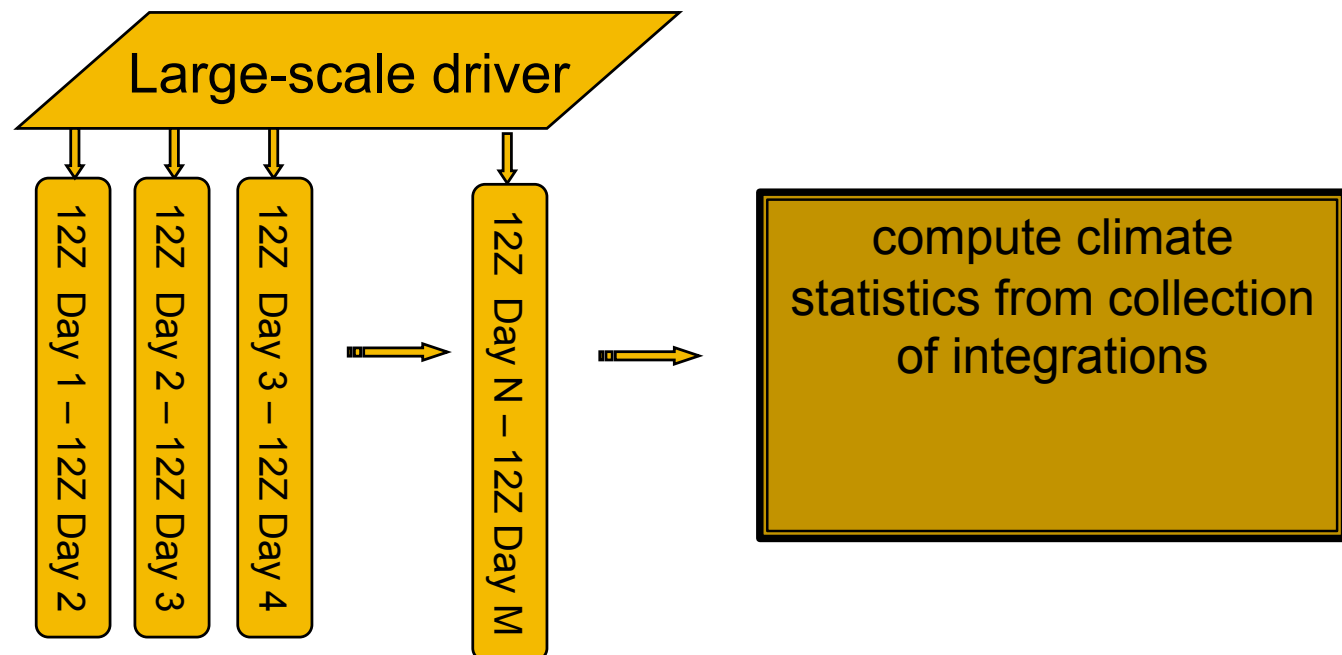 Large-scale driver
12Z Day 1 – 12Z Day 2
12Z Day 2 – 12Z Day 3
12Z Day 3 – 12Z Day 4
12Z Day N – 12Z Day M
compute climate
statistics from collection
of integrations